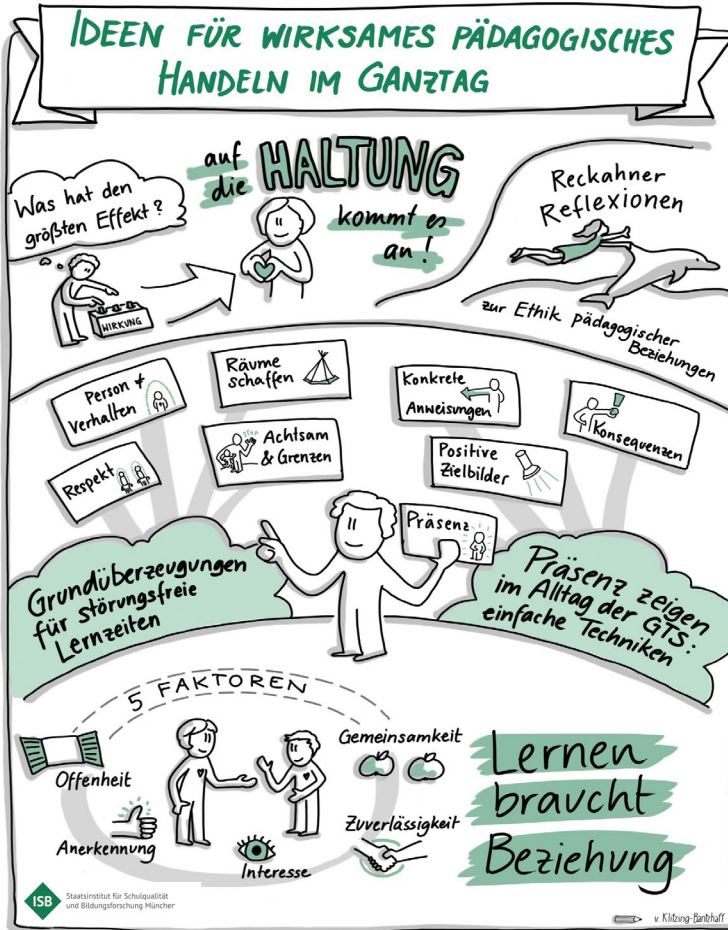 IDEEN FÜR WIRKSAMES PÄDAGOGISCHES
HANDELN IM GANZTAG
Was hat den
größten Effekt?
WIRKUNG
auf
die HALTUNG
kommt es
an!
Reckahner
Reflexionen
zur Ethik pädagogischer
Beziehungen
Person ≠
Verhalten
Räume
schaffen
Respekt
STOP
Achtsam
& Grenzen
Konkrete
Anweisungen
Positive
Zielbilder
Konsequenzen
Präsenz
Grundüberzeugungen
für störungsfreie
Lernzeiten
Präsenz zeigen
im Alltag der GTS:
einfache Techniken
5 FAKTOREN
Offenheit
Anerkennung
Interesse
Gemeinsamkeit
Zuverlässigkeit
Lernen
braucht
Beziehung
ISB
Staatsinstitut für Schulqualität
und Bildungsforschung München
v. Klitzing-Bantzhaff